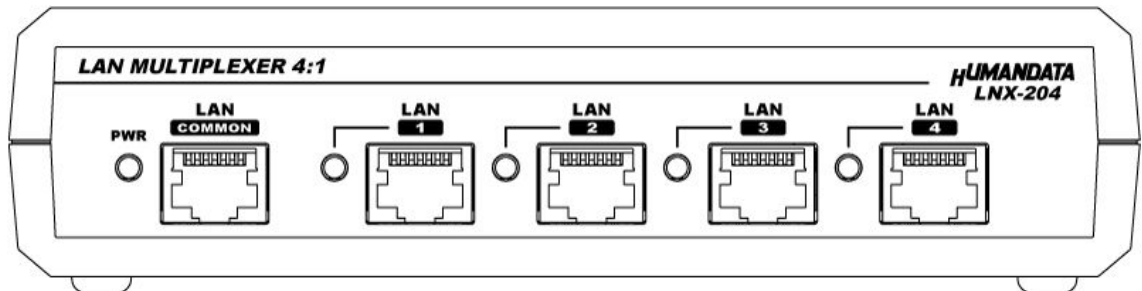 LAN MULTIPLEXER 4:1
HUMANDATA
LNX-204
PWR
LAN
COMMON
LAN
1
LAN
2
LAN
3
LAN
4